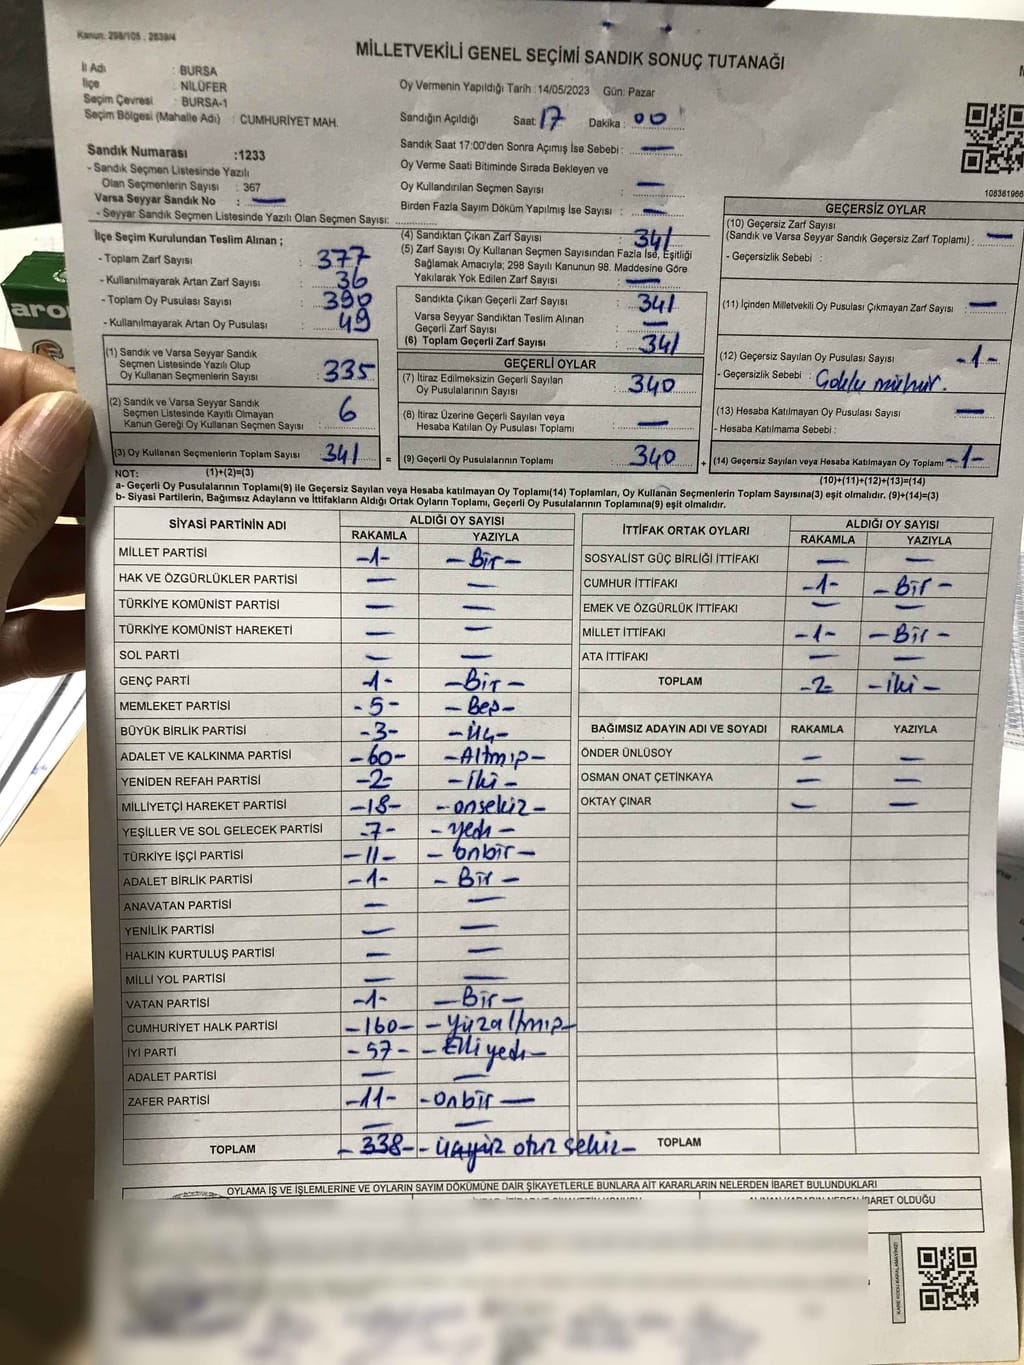 Kanun: 298/105 , 2839/4
MİLLETVEKİLİ GENEL SEÇİMİ SANDIK SONUÇ TUTANAĞI
İl Adı : BURSA
İlçe : NİLÜFER
Seçim Çevresi : BURSA-1
Seçim Bölgesi (Mahalle Adı) : CUMHURİYET MAH.
Oy Vermenin Yapıldığı Tarih : 14/05/2023 Gün: Pazar
Sandığın Açıldığı Saat: 17 Dakika : 00
Sandık Numarası :1233
- Sandık Seçmen Listesinde Yazılı
Olan Seçmenlerin Sayısı : 367
Varsa Seyyar Sandık No : —
- Seyyar Sandık Seçmen Listesinde Yazılı Olan Seçmen Sayısı:
Sandık Saat 17:00'den Sonra Açımış İse Sebebi : —
Oy Verme Saati Bitiminde Sırada Bekleyen ve
Oy Kullandırılan Seçmen Sayısı : —
Birden Fazla Sayım Döküm Yapılmış İse Sayısı : —
108381966
İlçe Seçim Kurulundan Teslim Alınan ;
- Toplam Zarf Sayısı : 377
- Kullanılmayarak Artan Zarf Sayısı : 36
- Toplam Oy Pusulası Sayısı : 390
- Kullanılmayarak Artan Oy Pusulası : 49
(4) Sandıktan Çıkan Zarf Sayısı : 341
(5) Zarf Sayısı Oy Kullanan Seçmen Sayısından Fazla İse, Eşitliği
Sağlamak Amacıyla; 298 Sayılı Kanunun 98. Maddesine Göre
Yakılarak Yok Edilen Zarf Sayısı : —
Sandıkta Çıkan Geçerli Zarf Sayısı : 341
Varsa Seyyar Sandıktan Teslim Alınan
Geçerli Zarf Sayısı : —
(6) Toplam Geçerli Zarf Sayısı : 341
GEÇERSİZ OYLAR
(10) Geçersiz Zarf Sayısı
(Sandık ve Varsa Seyyar Sandık Geçersiz Zarf Toplamı) : —
- Geçersizlik Sebebi :
(11) İçinden Milletvekili Oy Pusulası Çıkmayan Zarf Sayısı : —
(12) Geçersiz Sayılan Oy Pusulası Sayısı : -1-
- Geçersizlik Sebebi : Çoklu mühür.
(13) Hesaba Katılmayan Oy Pusulası Sayısı : —
- Hesaba Katılmama Sebebi :
(14) Geçersiz Sayılan veya Hesaba Katılmayan Oy Toplamı : -1-
(10)+(11)+(12)+(13)=(14)
(1) Sandık ve Varsa Seyyar Sandık
Seçmen Listesinde Yazılı Olup
Oy Kullanan Seçmenlerin Sayısı : 335
(2) Sandık ve Varsa Seyyar Sandık
Seçmen Listesinde Kayıtlı Olmayan
Kanun Gereği Oy Kullanan Seçmen Sayısı : 6
(3) Oy Kullanan Seçmenlerin Toplam Sayısı : 341 =
GEÇERLİ OYLAR
(7) İtiraz Edilmeksizin Geçerli Sayılan
Oy Pusulalarının Sayısı : 340
(8) İtiraz Üzerine Geçerli Sayılan veya
Hesaba Katılan Oy Pusulası Toplamı : —
(9) Geçerli Oy Pusulalarının Toplamı : 340 +
NOT: (1)+(2)=(3)
a- Geçerli Oy Pusulalarının Toplamı(9) ile Geçersiz Sayılan veya Hesaba katılmayan Oy Toplamı(14) Toplamları, Oy Kullanan Seçmenlerin Toplam Sayısına(3) eşit olmalıdır. (9)+(14)=(3)
b- Siyasi Partilerin, Bağımsız Adayların ve İttifakların Aldığı Ortak Oyların Toplamı, Geçerli Oy Pusulalarının Toplamına(9) eşit olmalıdır.
SİYASİ PARTİNİN ADI ALDIĞI OY SAYISI
RAKAMLA YAZIYLA
MİLLET PARTİSİ -1- -Bir-
HAK VE ÖZGÜRLÜKLER PARTİSİ — —
TÜRKİYE KOMÜNİST PARTİSİ — —
TÜRKİYE KOMÜNİST HAREKETİ — —
SOL PARTİ — —
GENÇ PARTİ -1- -Bir-
MEMLEKET PARTİSİ -5- -Beş-
BÜYÜK BİRLİK PARTİSİ -3- -Üç-
ADALET VE KALKINMA PARTİSİ -60- -Altmış-
YENİDEN REFAH PARTİSİ -2- -iki-
MİLLİYETÇİ HAREKET PARTİSİ -18- -onsekiz-
YEŞİLLER VE SOL GELECEK PARTİSİ -7- -yedi-
TÜRKİYE İŞÇİ PARTİSİ -11- -onbir-
ADALET BİRLİK PARTİSİ -1- -Bir-
ANAVATAN PARTİSİ — —
YENİLİK PARTİSİ — —
HALKIN KURTULUŞ PARTİSİ — —
MİLLİ YOL PARTİSİ — —
VATAN PARTİSİ -1- -Bir-
CUMHURİYET HALK PARTİSİ -160- -Yüzaltmış-
İYİ PARTİ -57- -Elliyedi-
ADALET PARTİSİ — —
ZAFER PARTİSİ -11- -onbir-
— —
TOPLAM -338- -üçyüz otuz sekiz-
İTTİFAK ORTAK OYLARI ALDIĞI OY SAYISI
RAKAMLA YAZIYLA
SOSYALİST GÜÇ BİRLİĞİ İTTİFAKI — —
CUMHUR İTTİFAKI -1- -Bir-
EMEK VE ÖZGÜRLÜK İTTİFAKI — —
MİLLET İTTİFAKI -1- -Bir-
ATA İTTİFAKI — —
TOPLAM -2- -iki-
BAĞIMSIZ ADAYIN ADI VE SOYADI RAKAMLA YAZIYLA
ÖNDER ÜNLÜSOY — —
OSMAN ONAT ÇETİNKAYA — —
OKTAY ÇINAR — —
TOPLAM
OYLAMA İŞ VE İŞLEMLERİNE VE OYLARIN SAYIM DÖKÜMÜNE DAİR ŞİKAYETLERLE BUNLARA AİT KARARLARIN NELERDEN İBARET BULUNDUKLARI
İBARET OLDUĞU